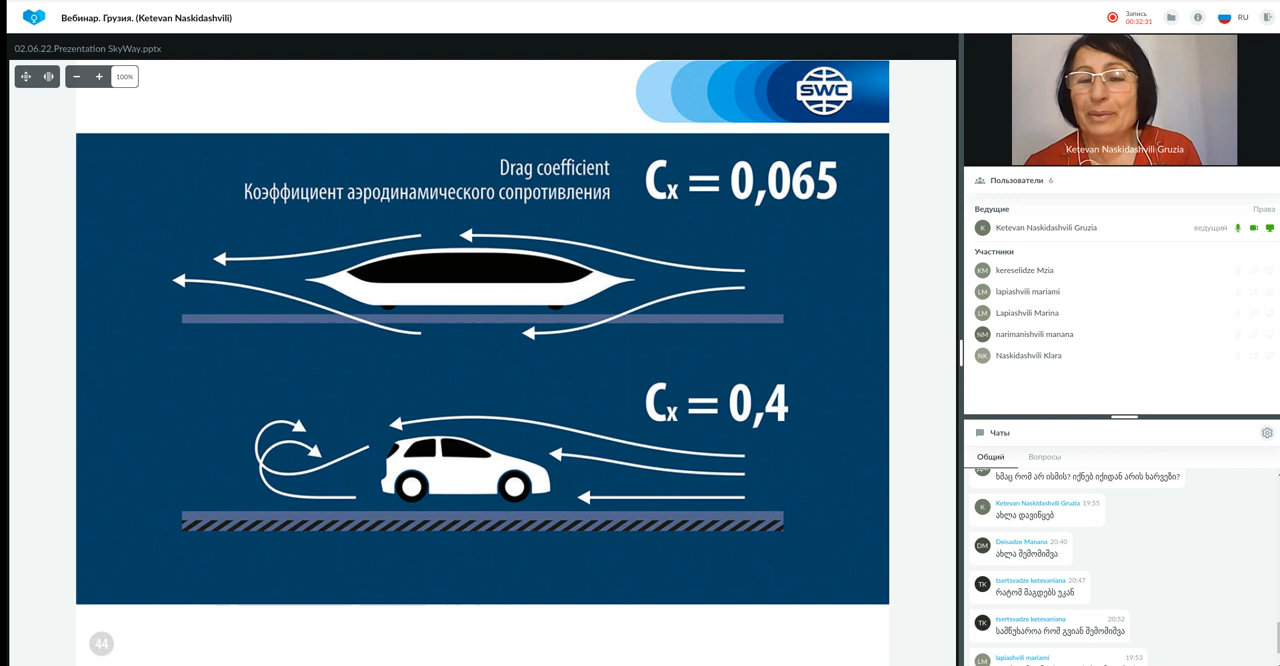 Вебинар. Грузия. (Ketevan Naskidashvili)
Запись
00:32:31
RU
02.06.22.Prezentation SkyWay.pptx
100%
SWC
Drag coefficient
Коэффициент аэродинамического сопротивления
Cx = 0,065
Cx = 0,4
44
Ketevan Naskidashvili Gruzia
Пользователи 6
Ведущие Права
K Ketevan Naskidashvili Gruzia ведущий
Участники
KM kereselidze Mzia
LM lapiashvili mariami
LM Lapiashvili Marina
NM narimanishvili manana
NK Naskidashvili Klara
Чаты
Общий Вопросы
ხმაც რომ არ ისმის? იქნებ იქიდან არის ხარვეზი?
K Ketevan Naskidashvili Gruzia 19:55
ახლა დავიწყებ
DM Deisadze Manana 20:40
ახლა შემომიშვა
TK tsertsvadze ketevaniana 20:47
რატომ მაგდებს უკან
TK tsertsvadze ketevaniana 20:52
სამწუხაროა რომ გვიან შემომიშვა
LM lapiashvili mariami 19:53